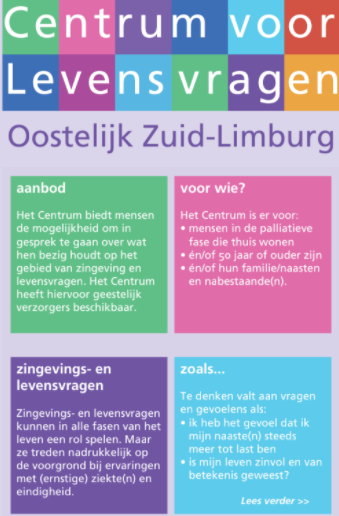 Centrum voor
Levensvragen
Oostelijk Zuid-Limburg
aanbod
Het Centrum biedt mensen
de mogelijkheid om in
gesprek te gaan over wat
hen bezig houdt op het
gebied van zingeving en
levensvragen. Het Centrum
heeft hiervoor geestelijk
verzorgers beschikbaar.
voor wie?
Het Centrum is er voor:
• mensen in de palliatieve
fase die thuis wonen
• én/of 50 jaar of ouder zijn
• én/of hun familie/naasten
en nabestaande(n).
zingevings- en
levensvragen
Zingevings- en levensvragen
kunnen in alle fasen van het
leven een rol spelen. Maar
ze treden nadrukkelijk op
de voorgrond bij ervaringen
met (ernstige) ziekte(n) en
eindigheid.
zoals...
Te denken valt aan vragen
en gevoelens als:
• ik heb het gevoel dat ik
mijn naaste(n) steeds
meer tot last ben
• is mijn leven zinvol en van
betekenis geweest?
Lees verder >>